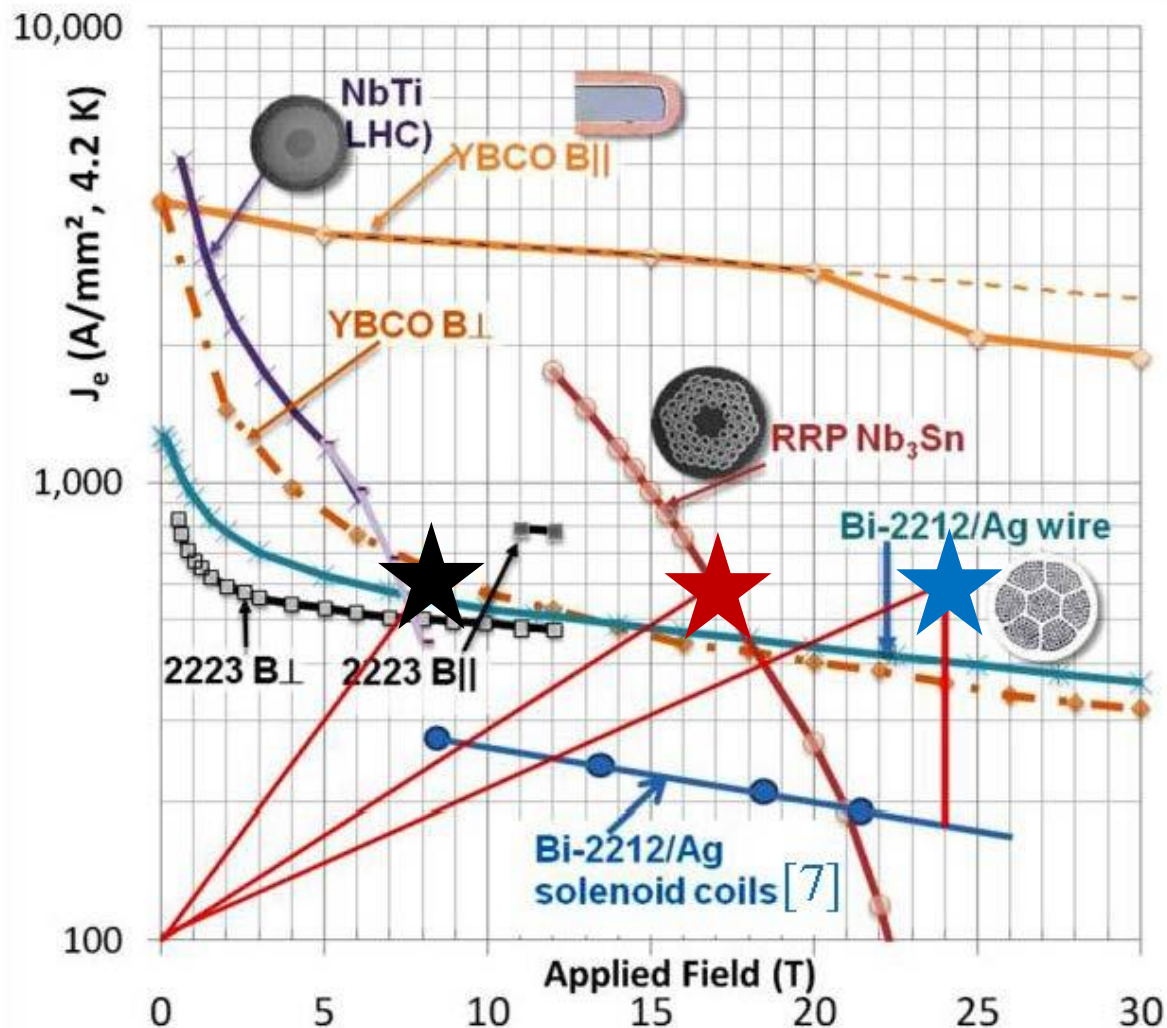 10,000
Jₑ (A/mm², 4.2 K)
NbTi
LHC)
YBCO B||
YBCO B⊥
RRP Nb₃Sn
1,000
Bi-2212/Ag wire
2223 B⊥
2223 B||
Bi-2212/Ag
solenoid coils [7]
100
Applied Field (T)
0 5 10 15 20 25 30